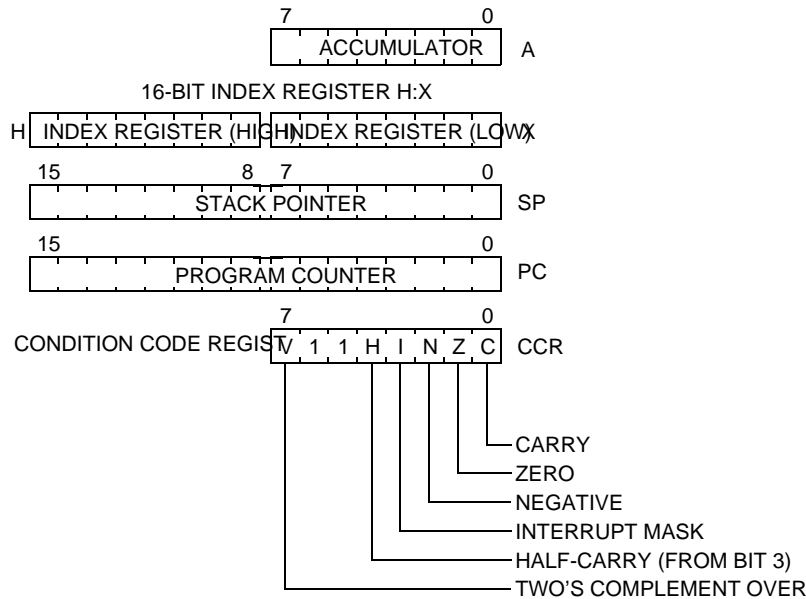 7 0
ACCUMULATOR A
16-BIT INDEX REGISTER H:X
H INDEX REGISTER (HIGH) INDEX REGISTER (LOW) X
15 8 7 0
STACK POINTER SP
15 0
PROGRAM COUNTER PC
7 0
CONDITION CODE REGIST V 1 1 H I N Z C CCR
CARRY
ZERO
NEGATIVE
INTERRUPT MASK
HALF-CARRY (FROM BIT 3)
TWO'S COMPLEMENT OVER